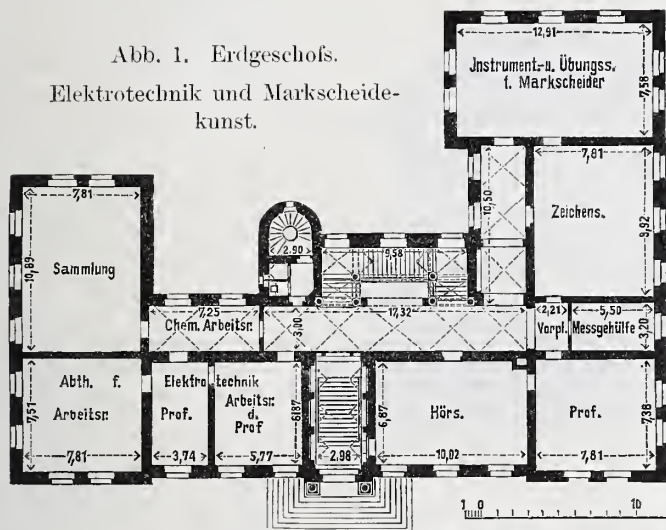 Abb. 1. Erdgeschoſs.
Elektrotechnik und Markscheide-
kunst.
12,91
Jnstrument.-u. Übungss.
f. Markscheider
7,58
7,81
Sammlung
10,89
2,90
9,58
10,50
7,81
Zeichens.
9,92
7,25
Chem. Arbeitsr.
3,00
17,32
2,21
Vorpl.
5,50
Messgehülfe
3,20
Abth. f.
Arbeitsr.
7,51
7,81
Elektrotechnik
Prof.
3,74
Arbeitsr.
d.
Prof
6,87
5,77
2,98
6,87
Hörs.
10,02
Prof.
7,38
7,81
1 0 10